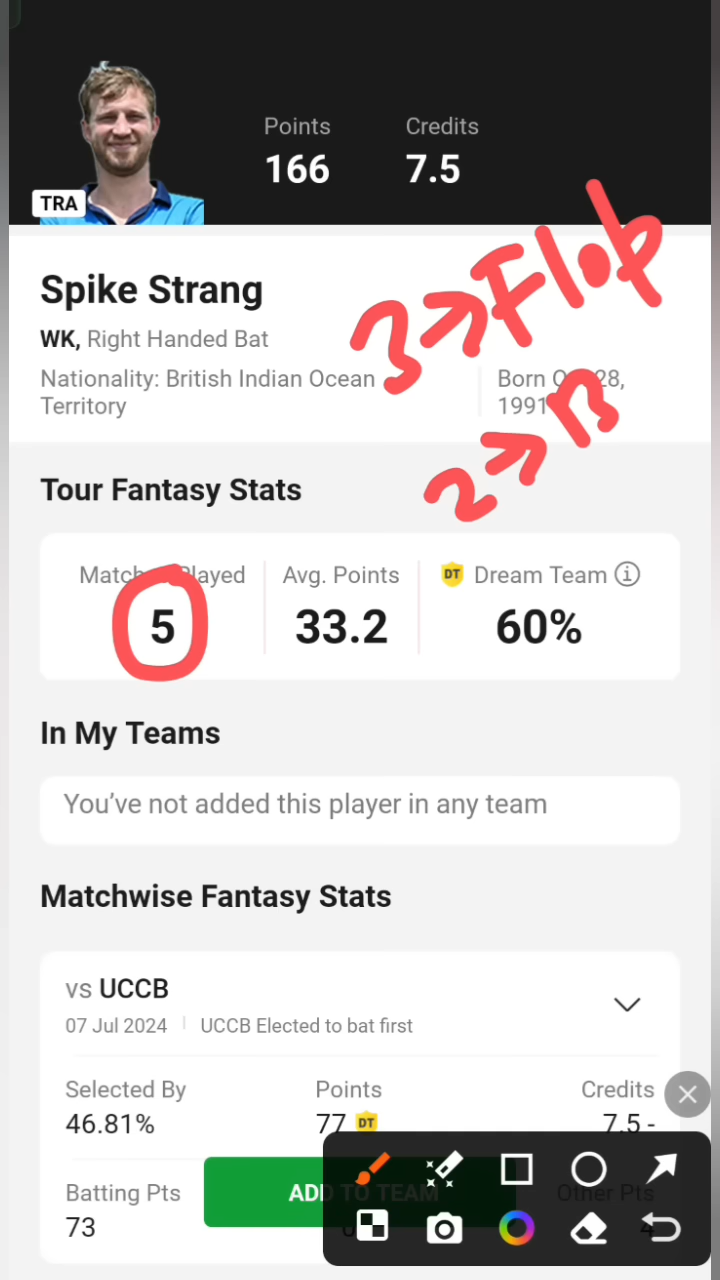 Points Credits
166 7.5
TRA
Spike Strang
3→Flop
WK, Right Handed Bat
Nationality: British Indian Ocean Territory
Born 28, 1991
2→B
Tour Fantasy Stats
Matches Played Avg. Points DT Dream Team
5 33.2 60%
In My Teams
You’ve not added this player in any team
Matchwise Fantasy Stats
vs UCCB
07 Jul 2024 UCCB Elected to bat first
Selected By Points Credits
46.81% 77 DT 7.5 -
Batting Pts ADD TO TEAM Other Pts
73 4